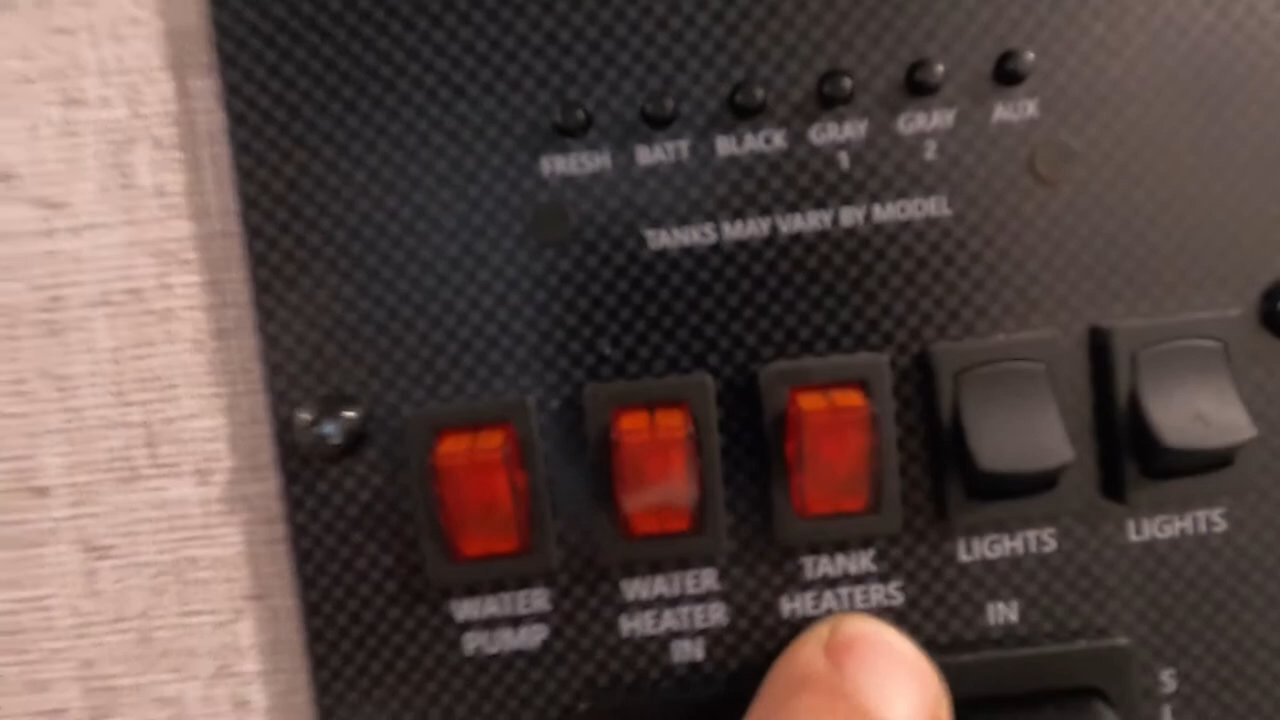 FRESH BATT BLACK GRAY 1 GRAY 2 AUX
TANKS MAY VARY BY MODEL
WATER PUMP
WATER HEATER IN
TANK HEATERS
LIGHTS
LIGHTS
IN
S